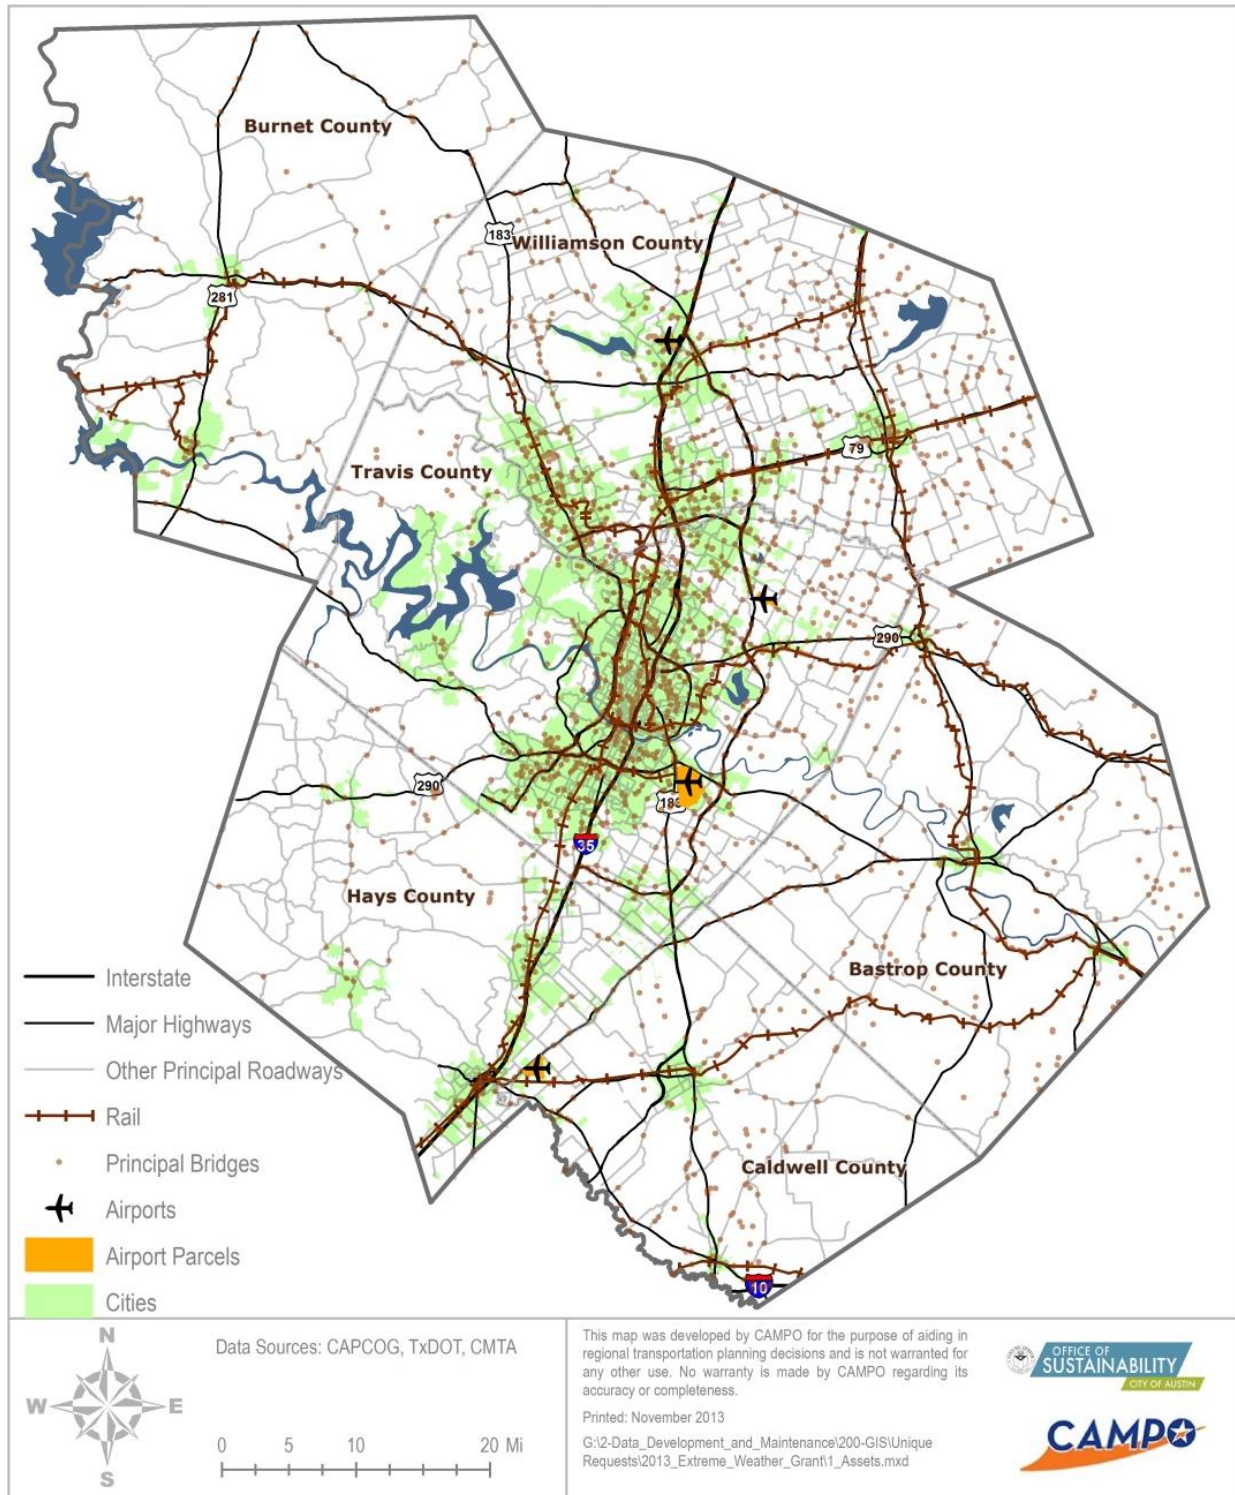 Burnet County
183
Williamson County
281
79
Travis County
290
290
183
35
Hays County
Bastrop County
Caldwell County
10
Interstate
Major Highways
Other Principal Roadways
Rail
Principal Bridges
Airports
Airport Parcels
Cities
N
W E
S
Data Sources: CAPCOG, TxDOT, CMTA
0 5 10 20 Mi
This map was developed by CAMPO for the purpose of aiding in
regional transportation planning decisions and is not warranted for
any other use. No warranty is made by CAMPO regarding its
accuracy or completeness.
Printed: November 2013
G:\2-Data_Development_and_Maintenance\200-GIS\Unique
Requests\2013_Extreme_Weather_Grant\1_Assets.mxd
OFFICE OF
SUSTAINABILITY
CITY OF AUSTIN
CAMPO